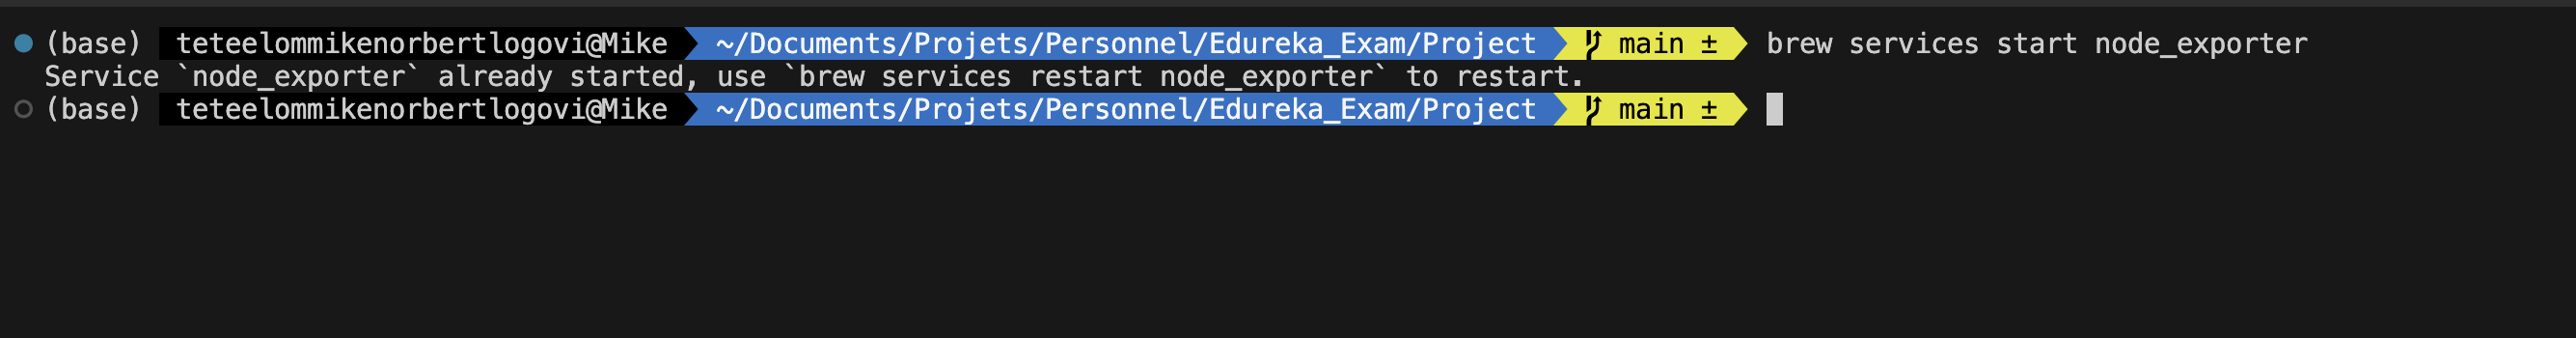 (base) teteelommikenorbertlogovi@Mike ~/Documents/Projets/Personnel/Edureka_Exam/Project main ± brew services start node_exporter
Service `node_exporter` already started, use `brew services restart node_exporter` to restart.
(base) teteelommikenorbertlogovi@Mike ~/Documents/Projets/Personnel/Edureka_Exam/Project main ±